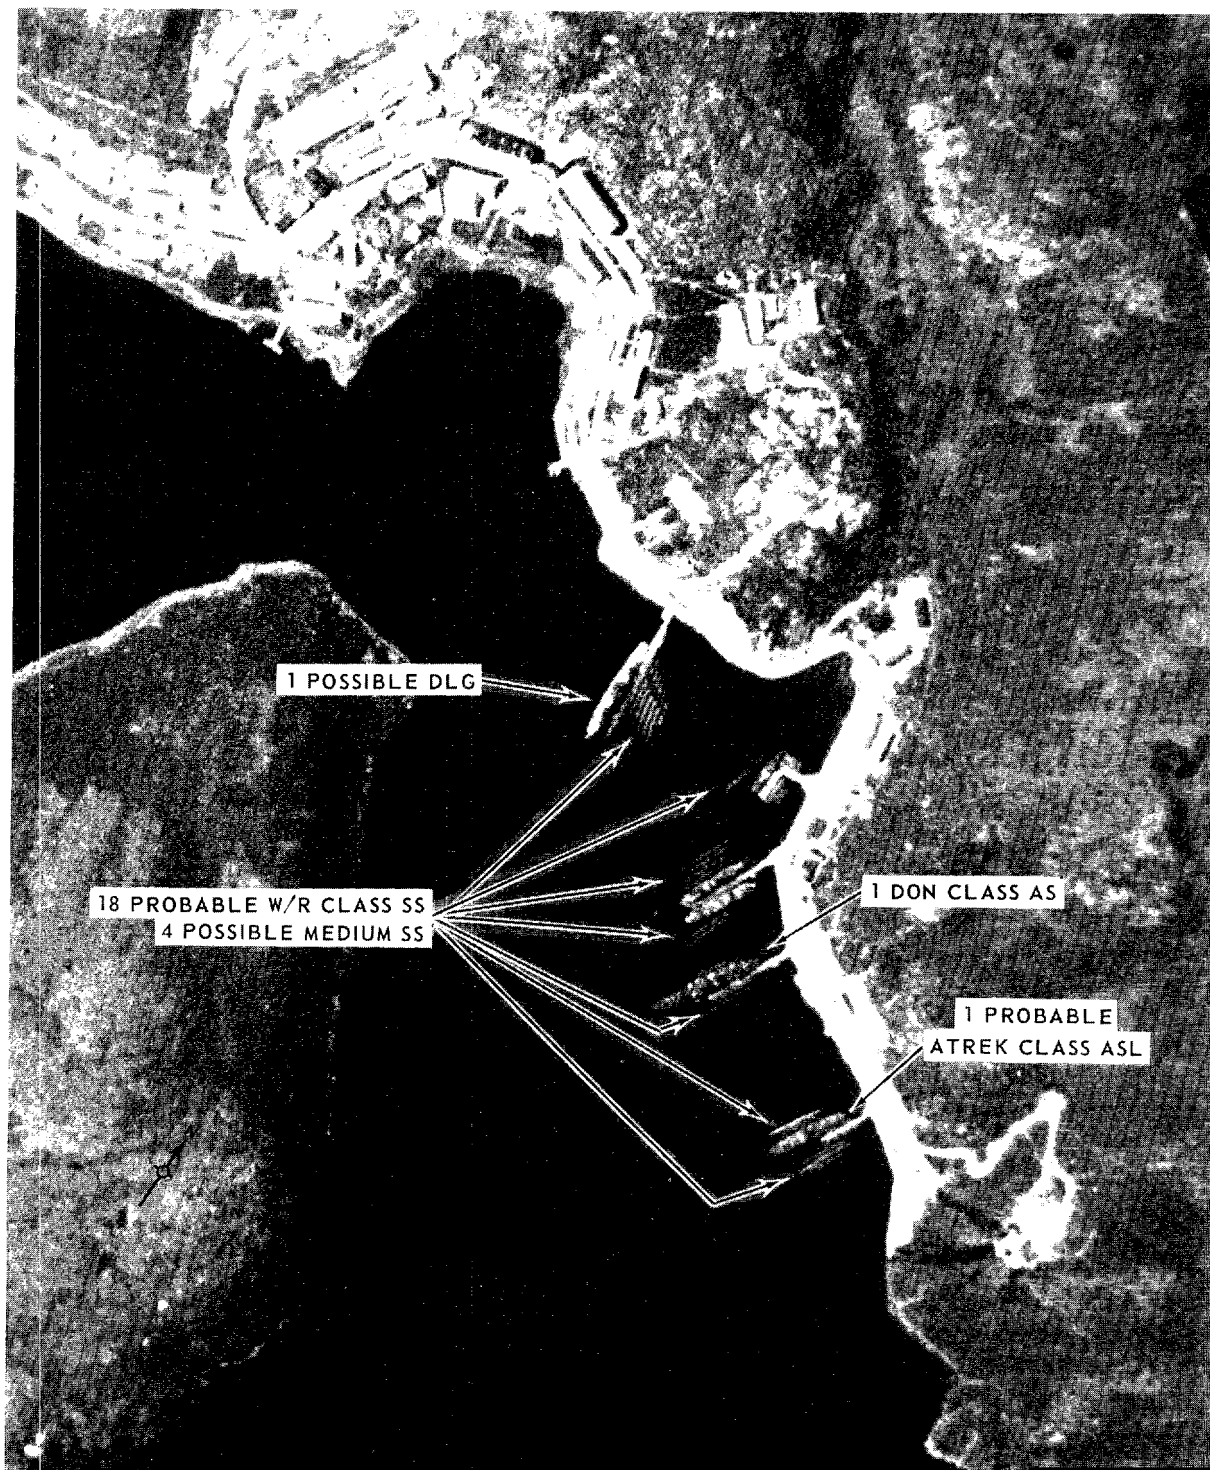 1 POSSIBLE DLG
18 PROBABLE W/R CLASS SS
4 POSSIBLE MEDIUM SS
1 DON CLASS AS
1 PROBABLE
ATREK CLASS ASL